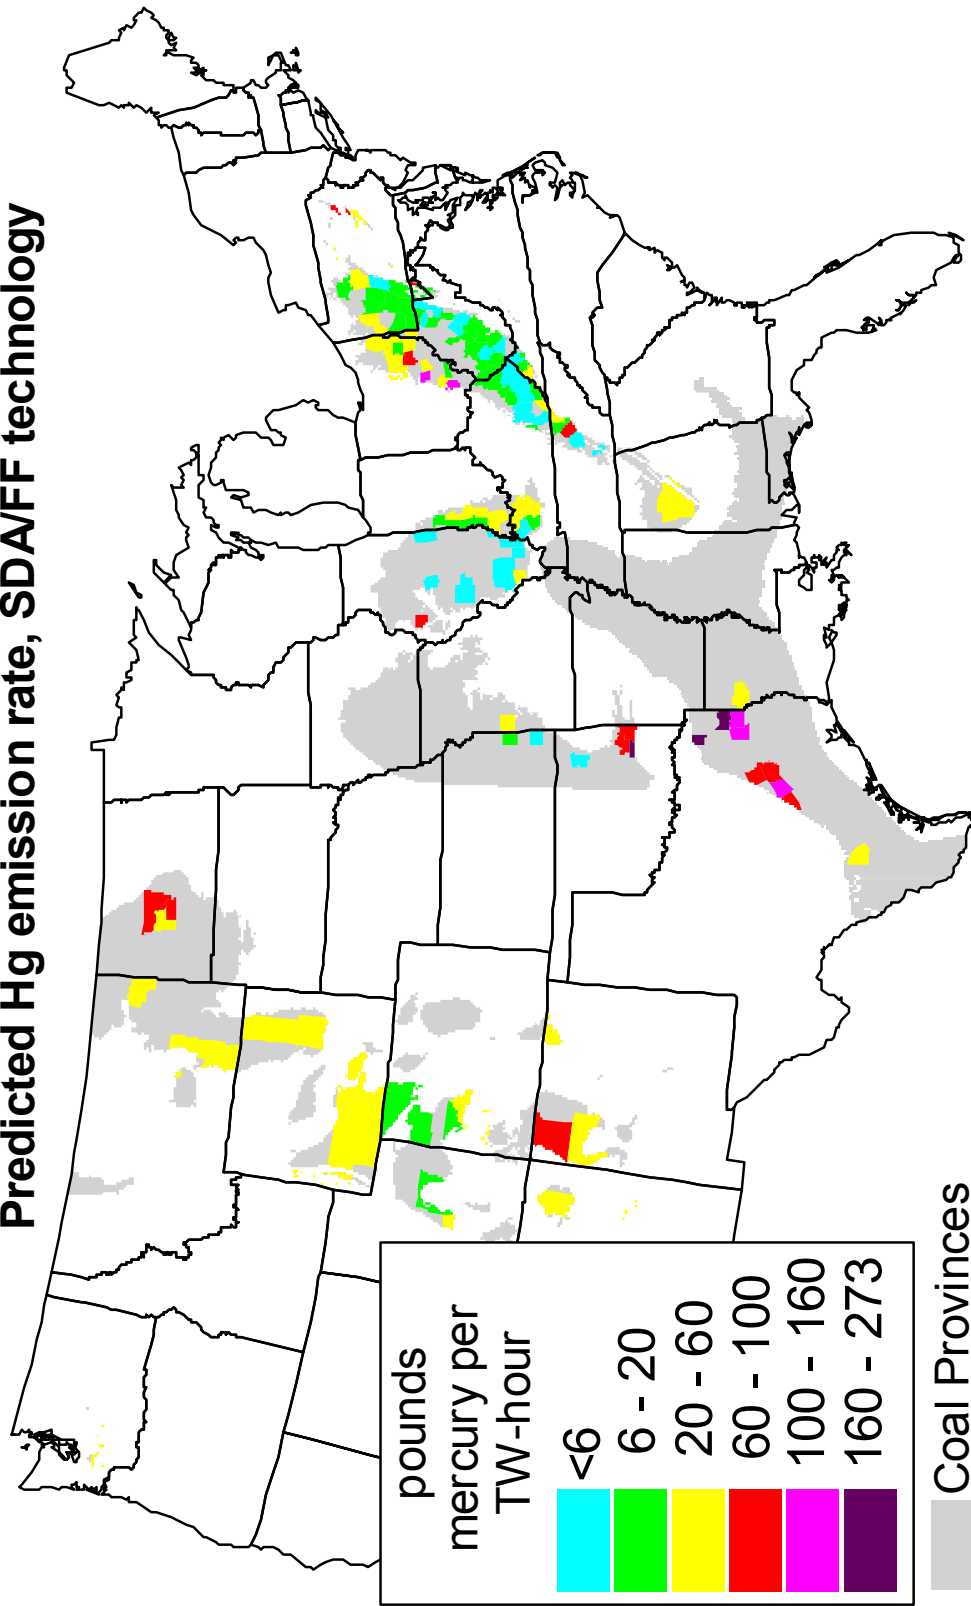 Predicted Hg emission rate, SDA/FF technology
pounds
mercury per
TW-hour
<6
6 - 20
20 - 60
60 - 100
100 - 160
160 - 273
Coal Provinces